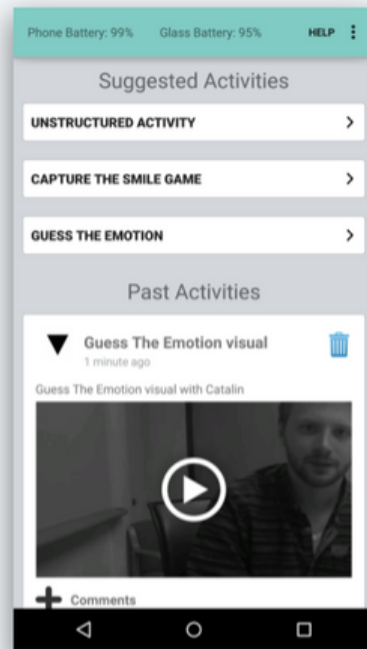 Phone Battery: 99% Glass Battery: 95% HELP
Suggested Activities
UNSTRUCTURED ACTIVITY
CAPTURE THE SMILE GAME
GUESS THE EMOTION
Past Activities
Guess The Emotion visual
1 minute ago
Guess The Emotion visual with Catalin
Comments